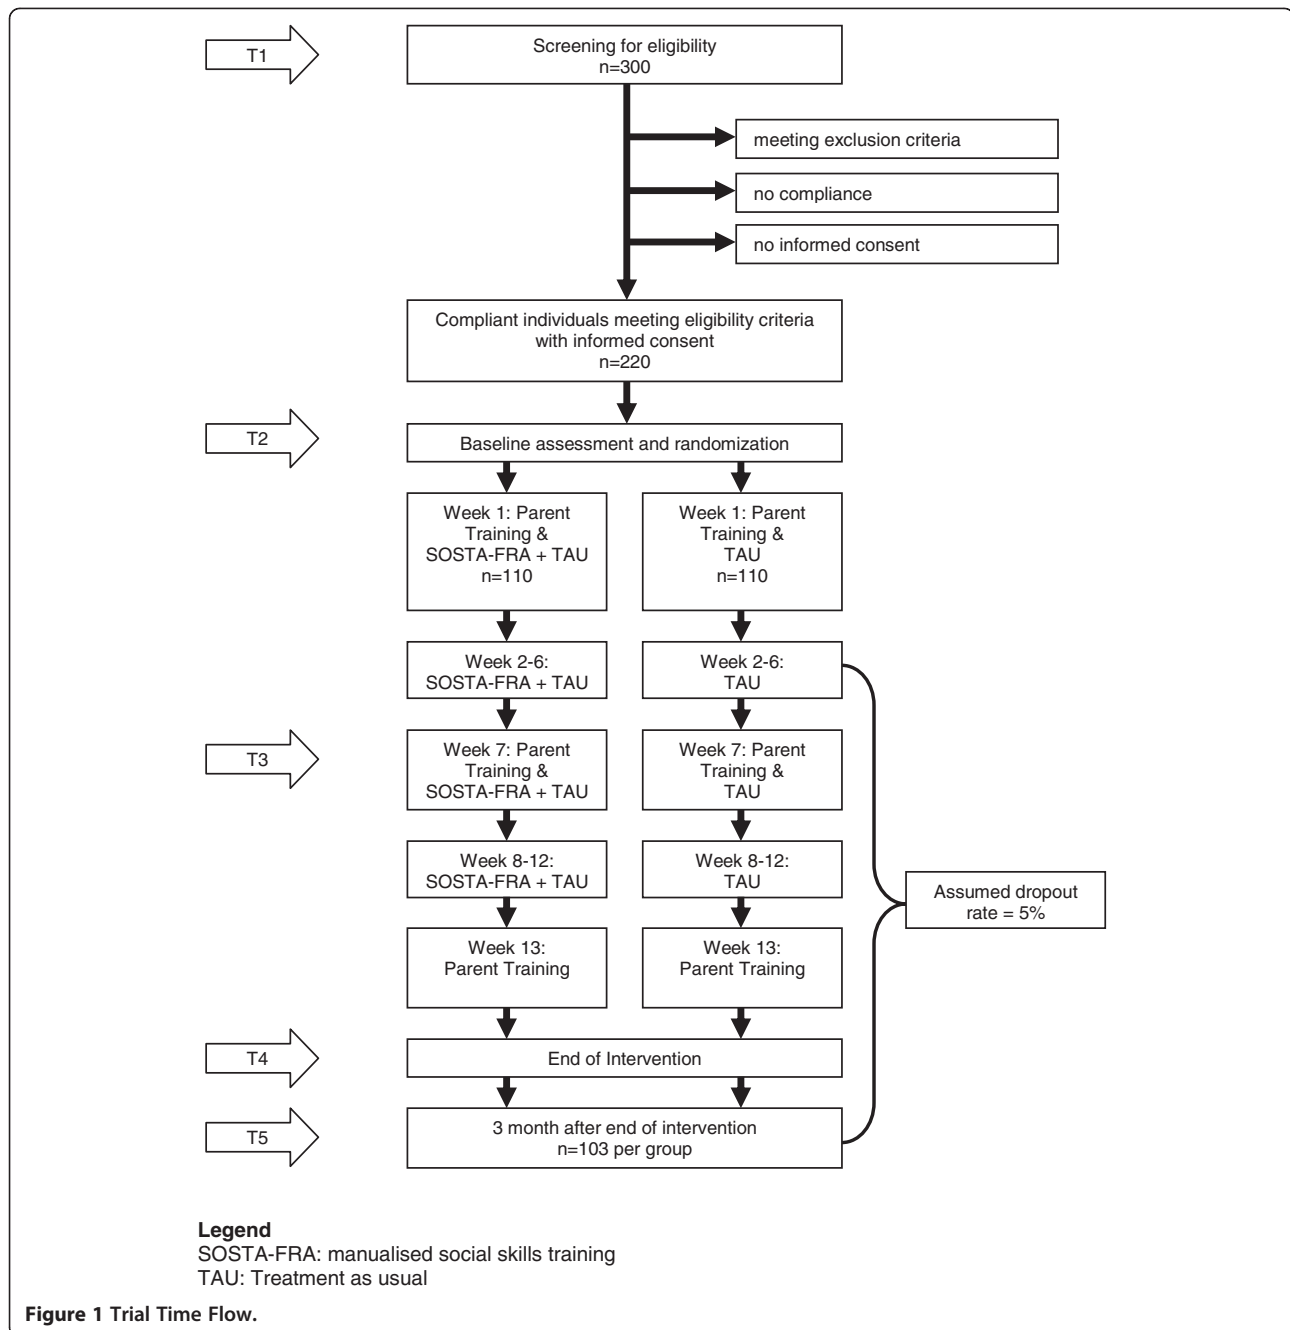 T1
Screening for eligibility
n=300
meeting exclusion criteria
no compliance
no informed consent
Compliant individuals meeting eligibility criteria
with informed consent
n=220
T2
Baseline assessment and randomization
Week 1: Parent
Training &
SOSTA-FRA + TAU
n=110
Week 1: Parent
Training &
TAU
n=110
Week 2-6:
SOSTA-FRA + TAU
Week 2-6:
TAU
T3
Week 7: Parent
Training &
SOSTA-FRA + TAU
Week 7: Parent
Training &
TAU
Week 8-12:
SOSTA-FRA + TAU
Week 8-12:
TAU
Assumed dropout
rate = 5%
Week 13:
Parent Training
Week 13:
Parent Training
T4
End of Intervention
T5
3 month after end of intervention
n=103 per group
Legend
SOSTA-FRA: manualised social skills training
TAU: Treatment as usual
Figure 1 Trial Time Flow.